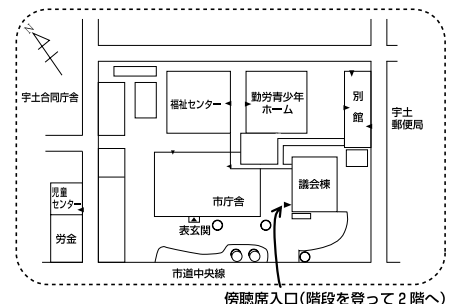 N
宇土合同庁舎
福祉センター
勤労青少年
ホーム
別
館
宇土
郵便局
児童
センター
労金
市庁舎
議会棟
表玄関
市道中央線
傍聴席入口(階段を登って2階へ)